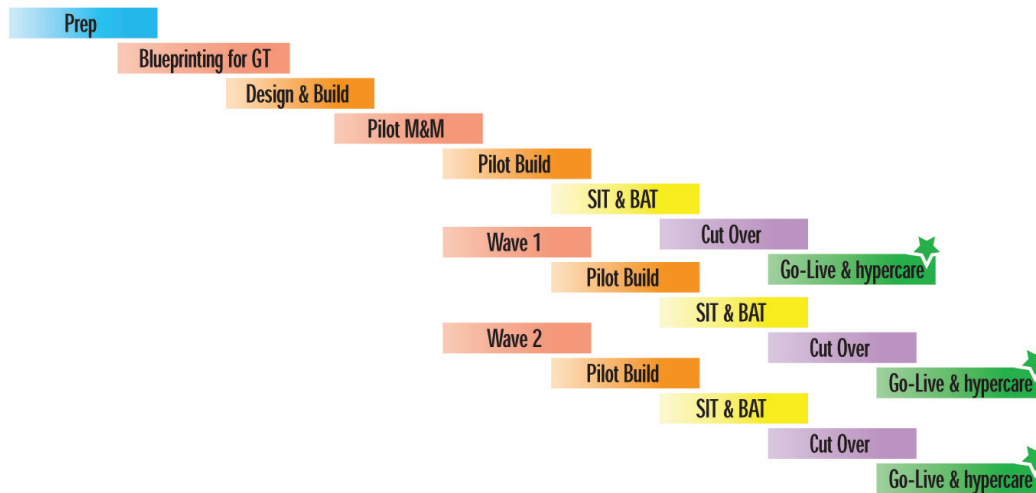 Prep
Blueprinting for GT
Design & Build
Pilot M&M
Pilot Build
SIT & BAT
Cut Over
Wave 1
Go-Live & hypercare
Pilot Build
SIT & BAT
Wave 2
Cut Over
Pilot Build
Go-Live & hypercare
SIT & BAT
Cut Over
Go-Live & hypercare